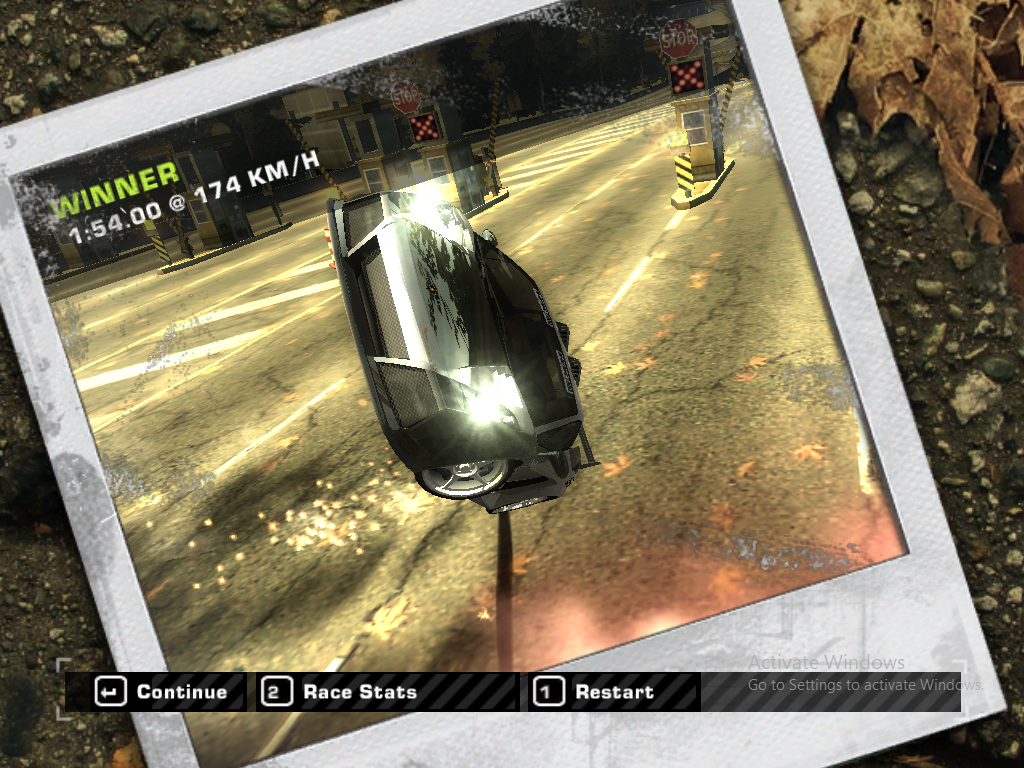 STOP
STOP
WINNER
1:54.00 @ 174 KM/H
Activate Windows
Go to Settings to activate Windows.
Continue
2 Race Stats
1 Restart